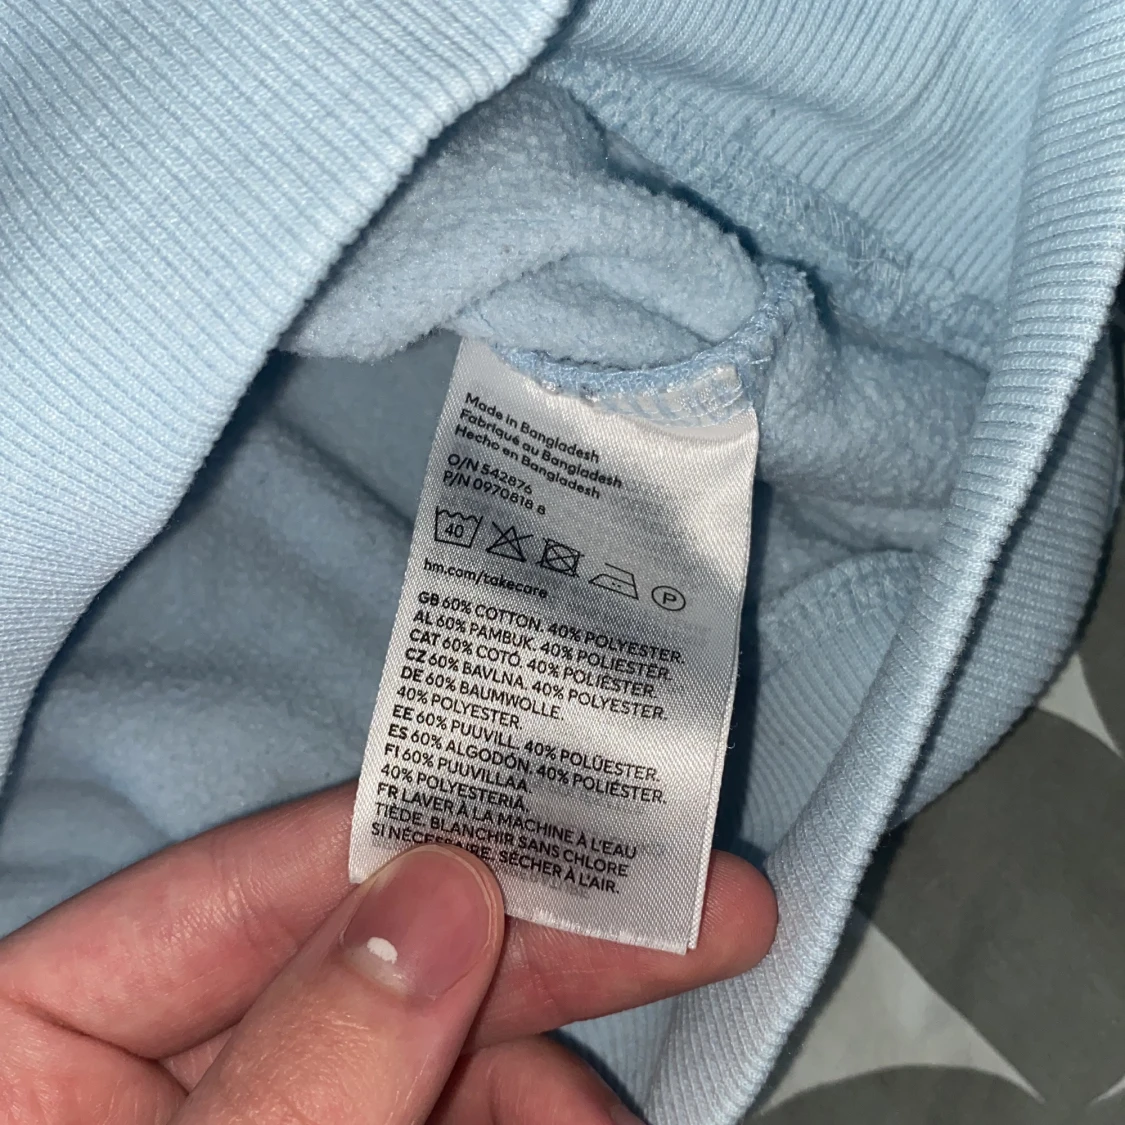 Made in Bangladesh
Fabriqué au Bangladesh
Hecho en Bangladesh
O/N 542876
P/N 0970818 8
40
P
hm.com/takecare
GB 60% COTTON. 40% POLYESTER.
AL 60% PAMBUK. 40% POLIESTER.
CAT 60% COTÓ. 40% POLIÈSTER.
CZ 60% BAVLNA. 40% POLYESTER.
DE 60% BAUMWOLLE.
40% POLYESTER.
EE 60% PUUVILL. 40% POLÜESTER.
ES 60% ALGODÓN. 40% POLIÉSTER.
FI 60% PUUVILLAA.
40% POLYESTERIÄ.
FR LAVER À LA MACHINE À L'EAU
TIÈDE. BLANCHIR SANS CHLORE
SI NÉCESSAIRE. SÉCHER À L'AIR.